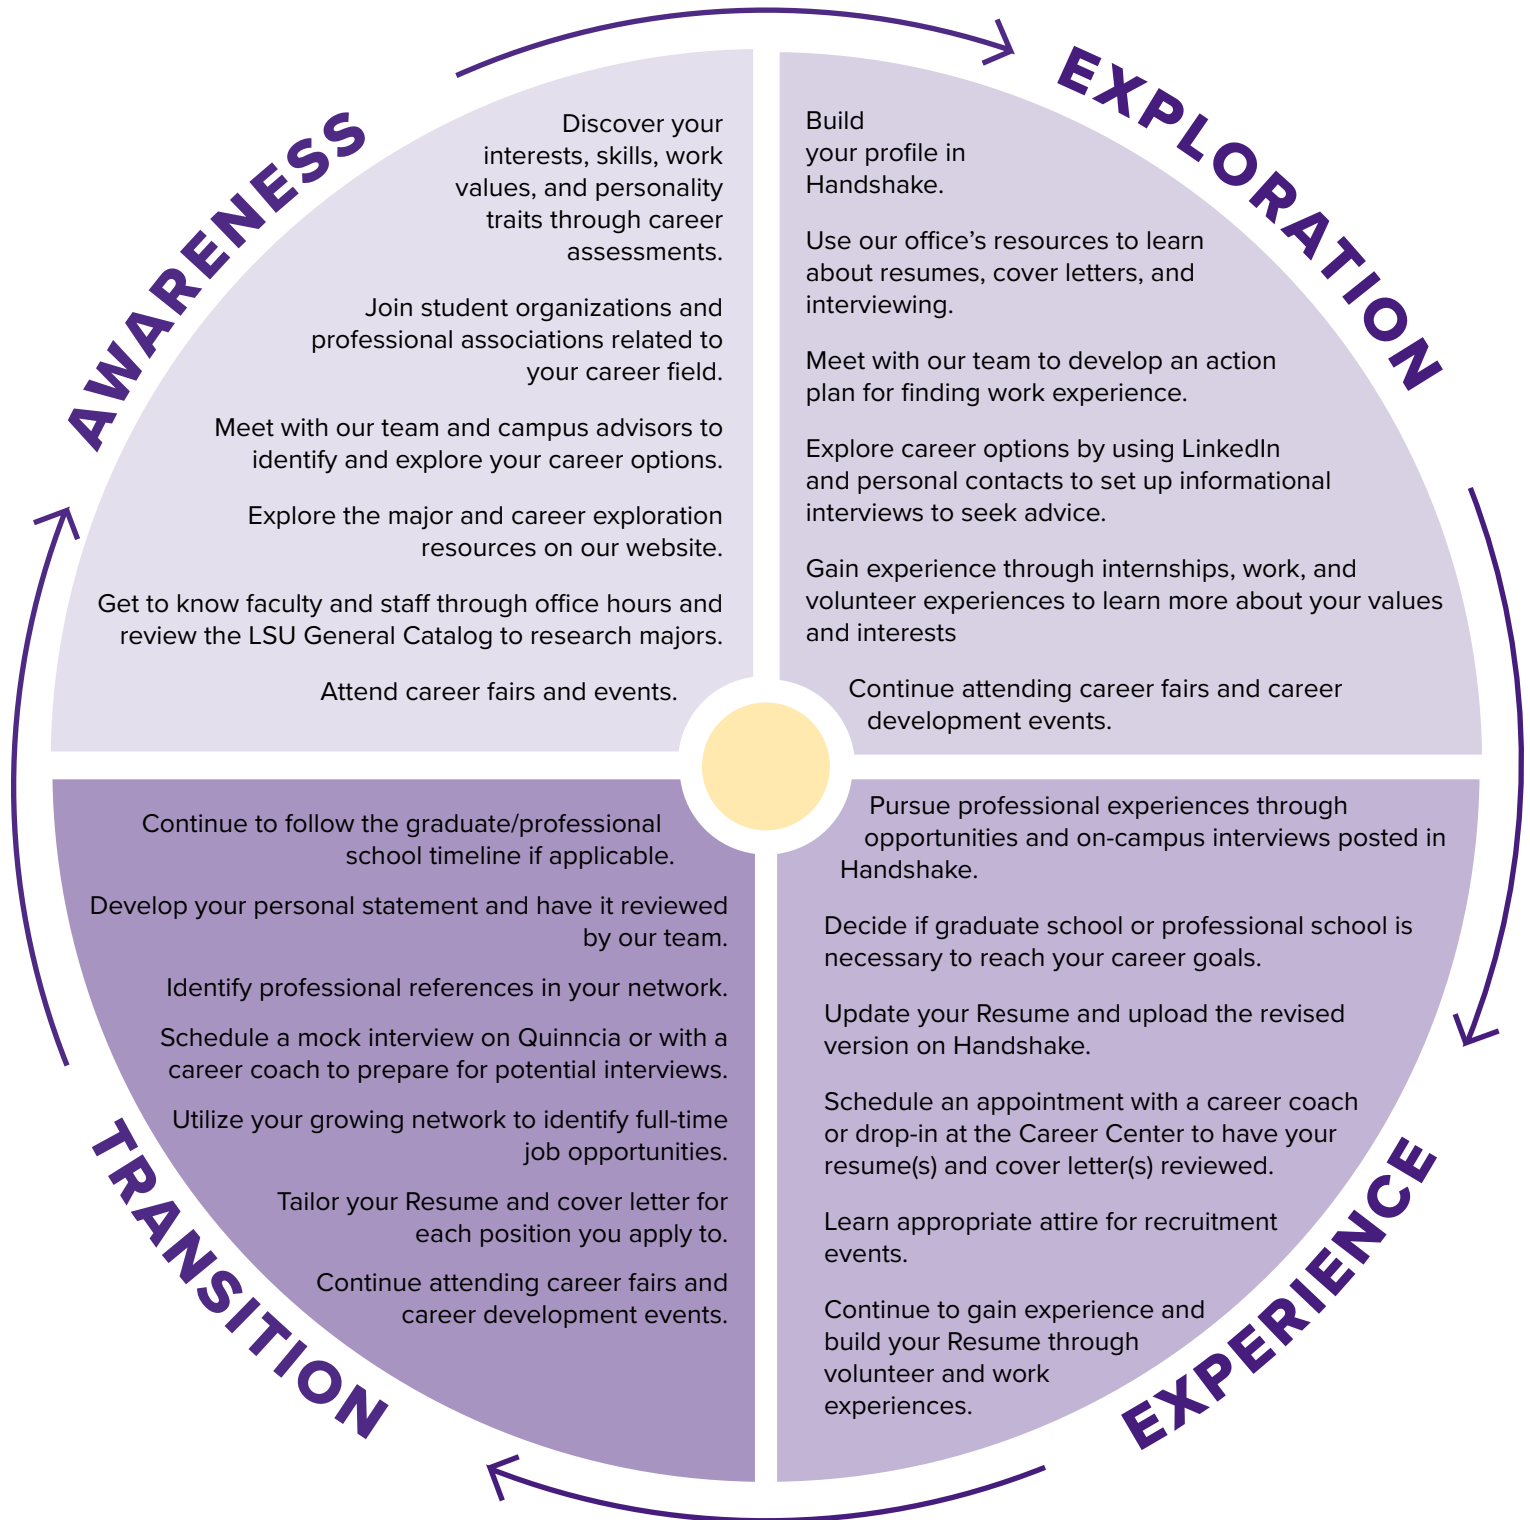 AWARENESS
Discover your
interests, skills, work
values, and personality
traits through career
assessments.
Join student organizations and
professional associations related to
your career field.
Meet with our team and campus advisors to
identify and explore your career options.
Explore the major and career exploration
resources on our website.
Get to know faculty and staff through office hours and
review the LSU General Catalog to research majors.
Attend career fairs and events.
EXPLORATION
Build
your profile in
Handshake.
Use our office’s resources to learn
about resumes, cover letters, and
interviewing.
Meet with our team to develop an action
plan for finding work experience.
Explore career options by using LinkedIn
and personal contacts to set up informational
interviews to seek advice.
Gain experience through internships, work, and
volunteer experiences to learn more about your values
and interests
Continue attending career fairs and career
development events.
EXPERIENCE
Pursue professional experiences through
opportunities and on-campus interviews posted in
Handshake.
Decide if graduate school or professional school is
necessary to reach your career goals.
Update your Resume and upload the revised
version on Handshake.
Schedule an appointment with a career coach
or drop-in at the Career Center to have your
resume(s) and cover letter(s) reviewed.
Learn appropriate attire for recruitment
events.
Continue to gain experience and
build your Resume through
volunteer and work
experiences.
TRANSITION
Continue to follow the graduate/professional
school timeline if applicable.
Develop your personal statement and have it reviewed
by our team.
Identify professional references in your network.
Schedule a mock interview on Quinncia or with a
career coach to prepare for potential interviews.
Utilize your growing network to identify full-time
job opportunities.
Tailor your Resume and cover letter for
each position you apply to.
Continue attending career fairs and
career development events.